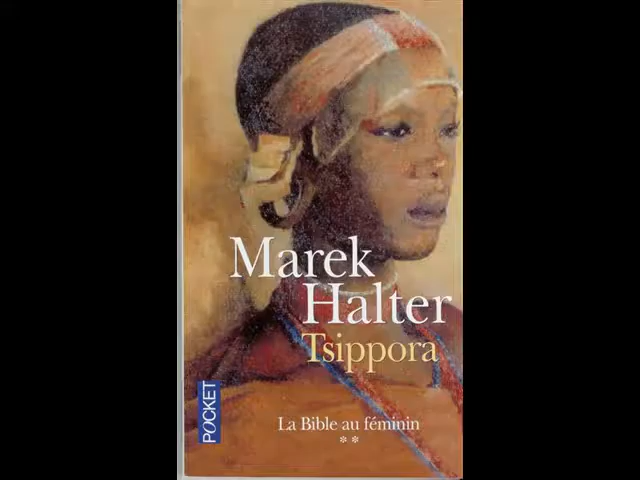 Marek
Halter
Tsippora
La Bible au féminin
**
POCKET